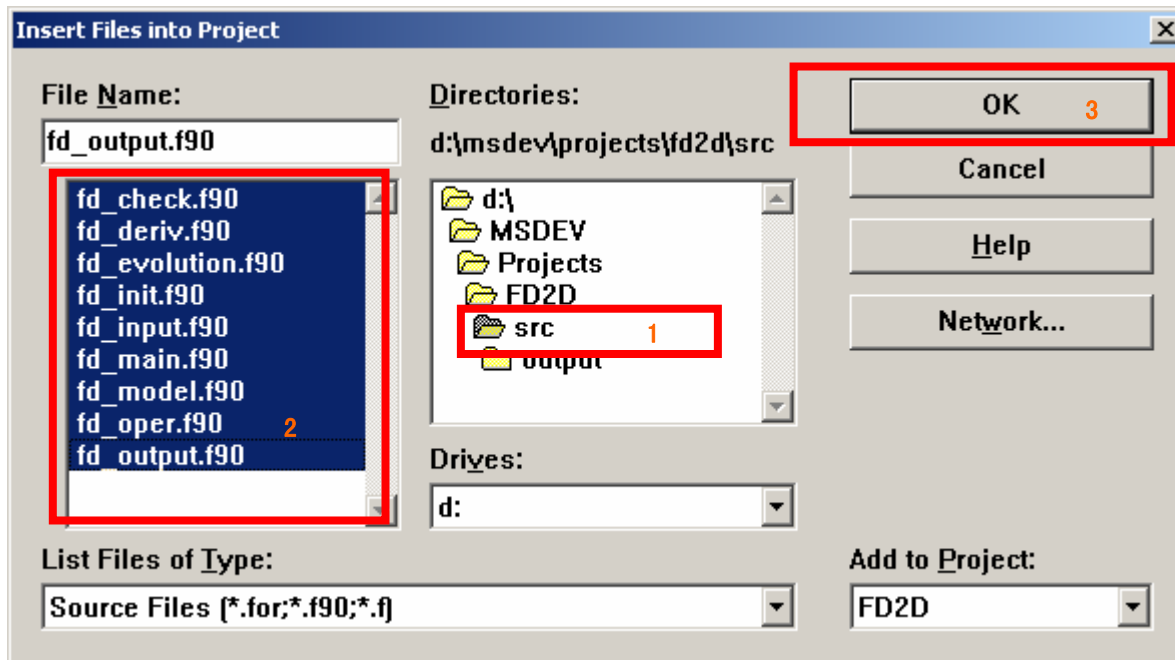 Insert Files into Project
File Name:
fd_output.f90
fd_check.f90
fd_deriv.f90
fd_evolution.f90
fd_init.f90
fd_input.f90
fd_main.f90
fd_model.f90
fd_oper.f90
2
fd_output.f90
Directories:
d:\msdev\projects\fd2d\src
d:\
MSDEV
Projects
FD2D
src 1
output
Drives:
d:
OK 3
Cancel
Help
Network...
List Files of Type:
Source Files (*.for;*.f90;*.f)
Add to Project:
FD2D